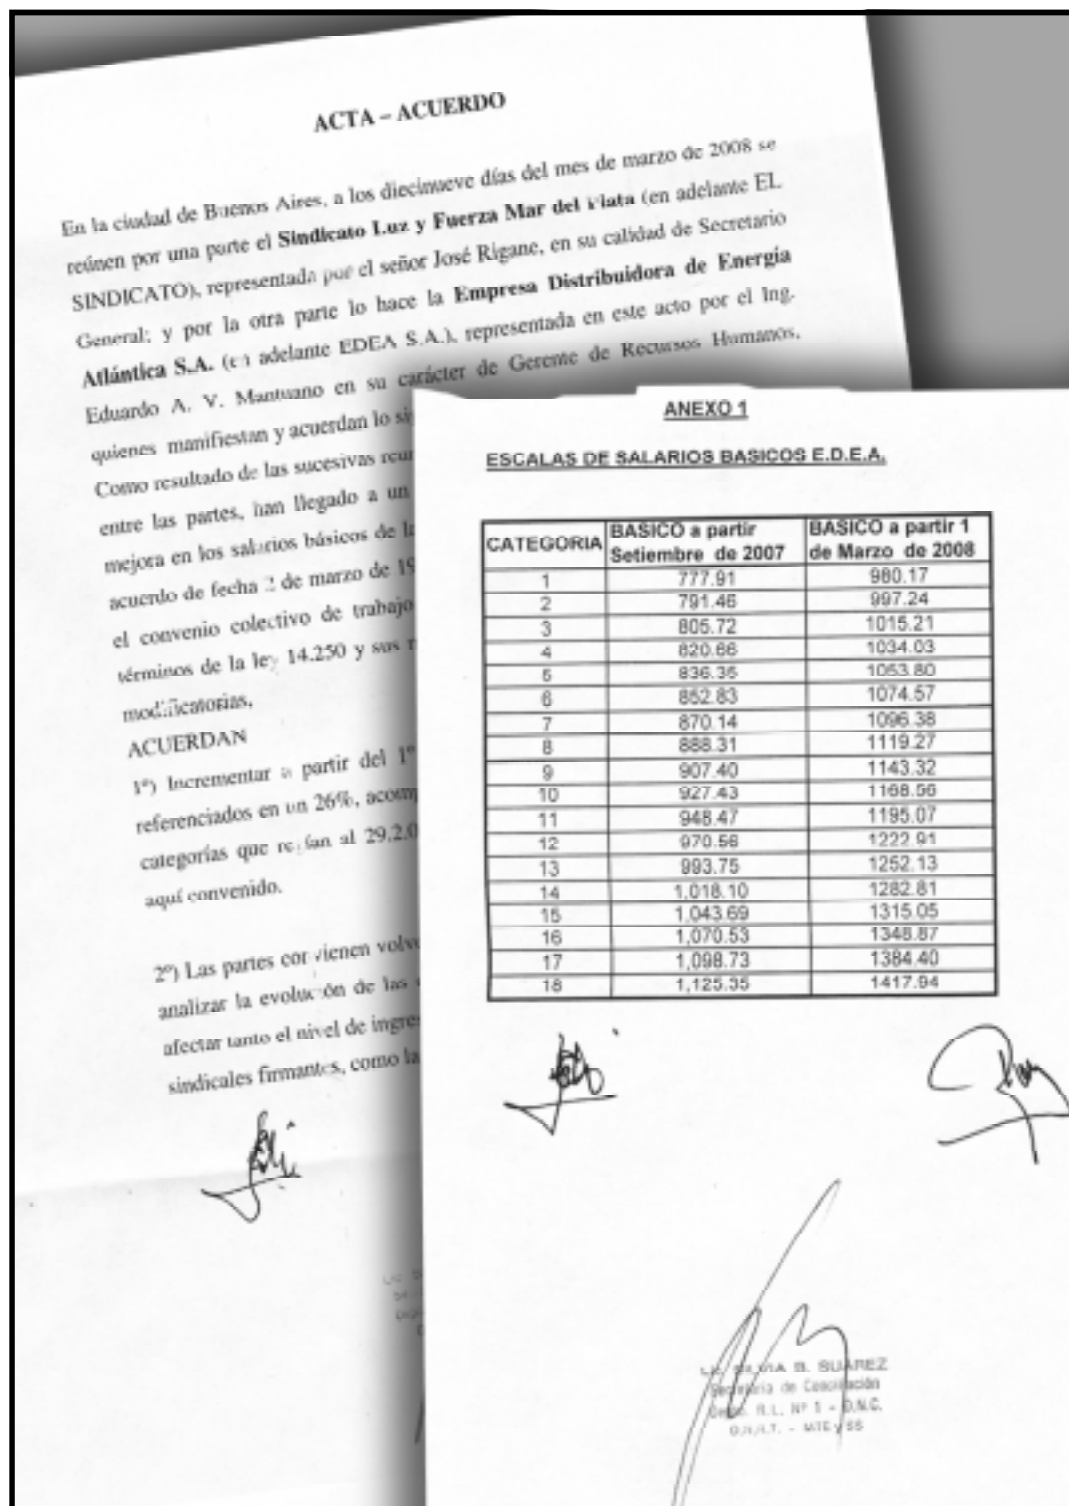 ACTA – ACUERDO
En la ciudad de Buenos Aires, a los diecinueve días del mes de marzo de 2008 se
reúnen por una parte el Sindicato Luz y Fuerza Mar del Plata (en adelante EL
SINDICATO), representada por el señor José Rigane, en su calidad de Secretario
General; y por la otra parte lo hace la Empresa Distribuidora de Energía
Atlántica S.A. (en adelante EDEA S.A.), representada en este acto por el Ing.
Eduardo A. V. Mantuano en su carácter de Gerente de Recursos Humanos,
quienes manifiestan y acuerdan lo
Como resultado de las sucesivas
entre las partes, han llegado a un
mejora en los salarios básicos de
acuerdo de fecha 2 de marzo de
el convenio colectivo de trabajo
términos de la ley 14.250 y sus
modificatorias,
ACUERDAN
1º) Incrementar a partir del 1º
referenciados en un 26%,
categorías que regían al 29.2.0
aquí convenido.
2º) Las partes convienen
analizar la evolución de las
afectar tanto el nivel de
sindicales firmantes, como la
ANEXO 1
ESCALAS DE SALARIOS BASICOS E.D.E.A.
CATEGORIA BASICO a partir Setiembre de 2007 BASICO a partir 1 de Marzo de 2008
1 777.91 980.17
2 791.46 997.24
3 805.72 1015.21
4 820.66 1034.03
5 836.35 1053.80
6 852.83 1074.57
7 870.14 1096.38
8 888.31 1119.27
9 907.40 1143.32
10 927.43 1168.56
11 948.47 1195.07
12 970.56 1222.91
13 993.75 1252.13
14 1,018.10 1282.81
15 1,043.69 1315.05
16 1,070.53 1348.87
17 1,098.73 1384.40
18 1,125.35 1417.94
Lic. SILVIA B. SUAREZ
Secretaria de Conciliación
Depto. R.L. Nº 1 - D.N.C.
D.N.R.T. - MTE y SS